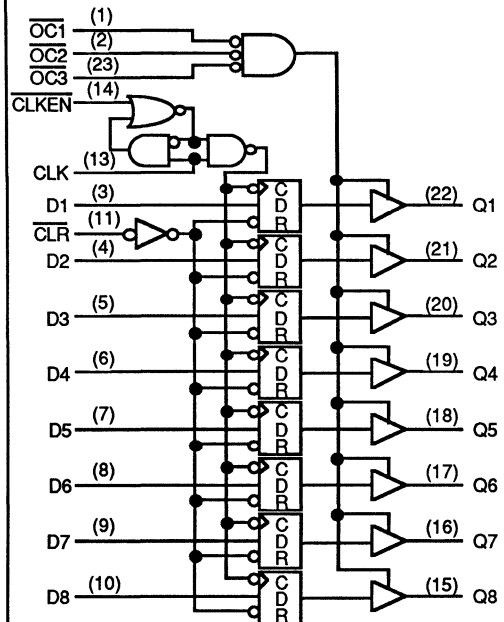 OC1 (1)
OC2 (2)
OC3 (23)
CLKEN (14)
CLK (13)
D1 (3) C D R (22) Q1
CLR (11)
D2 (4) C D R (21) Q2
D3 (5) C D R (20) Q3
D4 (6) C D R (19) Q4
D5 (7) C D R (18) Q5
D6 (8) C D R (17) Q6
D7 (9) C D R (16) Q7
D8 (10) C D R (15) Q8